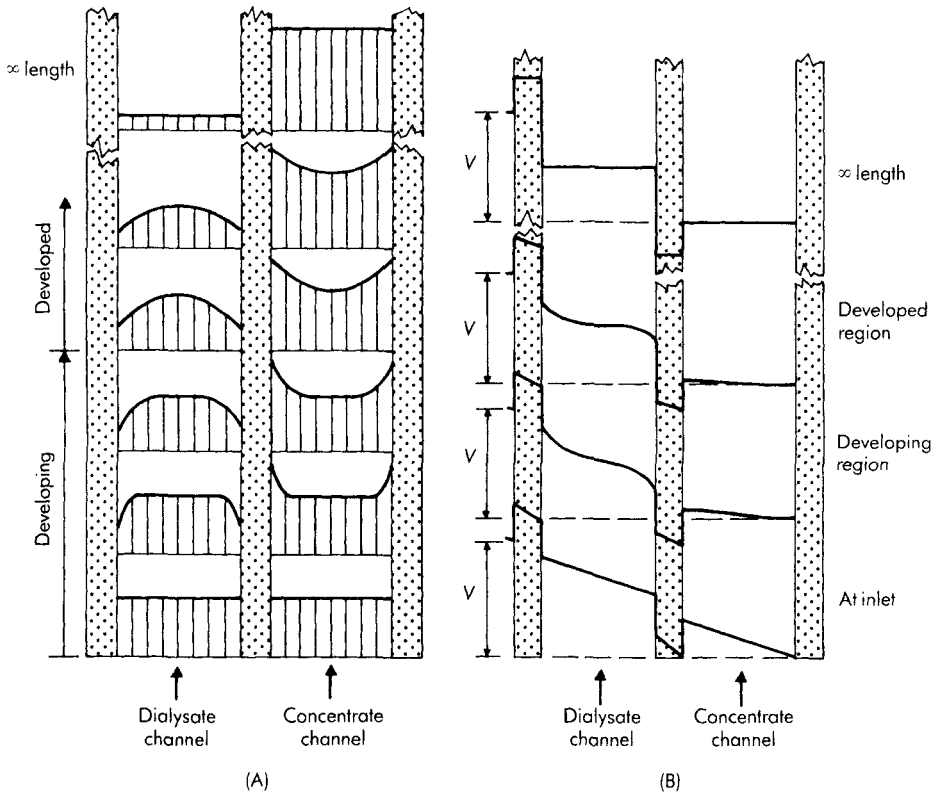 ∞ length
Developed
Developing
Dialysate
channel
Concentrate
channel
(A)
V
∞ length
V
Developed
region
V
Developing
region
V
At inlet
Dialysate
channel
Concentrate
channel
(B)